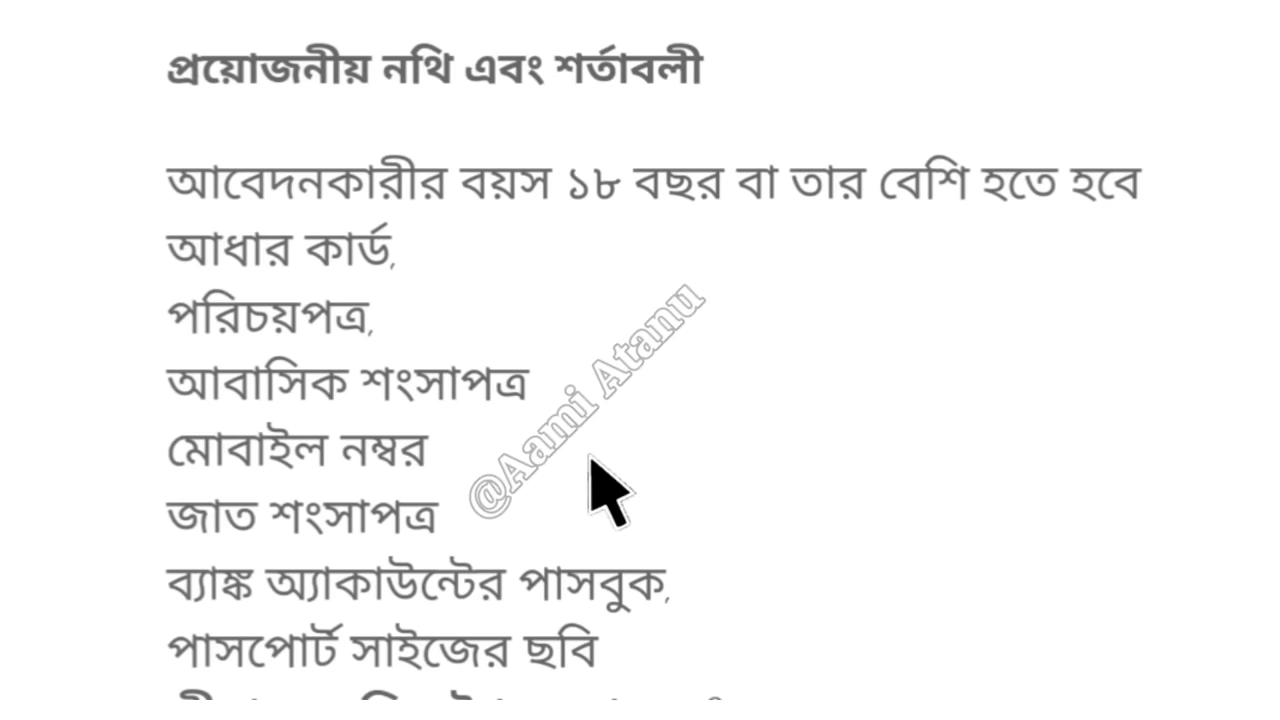 প্রয়োজনীয় নথি এবং শর্তাবলী
আবেদনকারীর বয়স ১৮ বছর বা তার বেশি হতে হবে
আধার কার্ড,
পরিচয়পত্র,
আবাসিক শংসাপত্র
মোবাইল নম্বর
জাত শংসাপত্র
ব্যাঙ্ক অ্যাকাউন্টের পাসবুক,
পাসপোর্ট সাইজের ছবি
@Aami Atanu